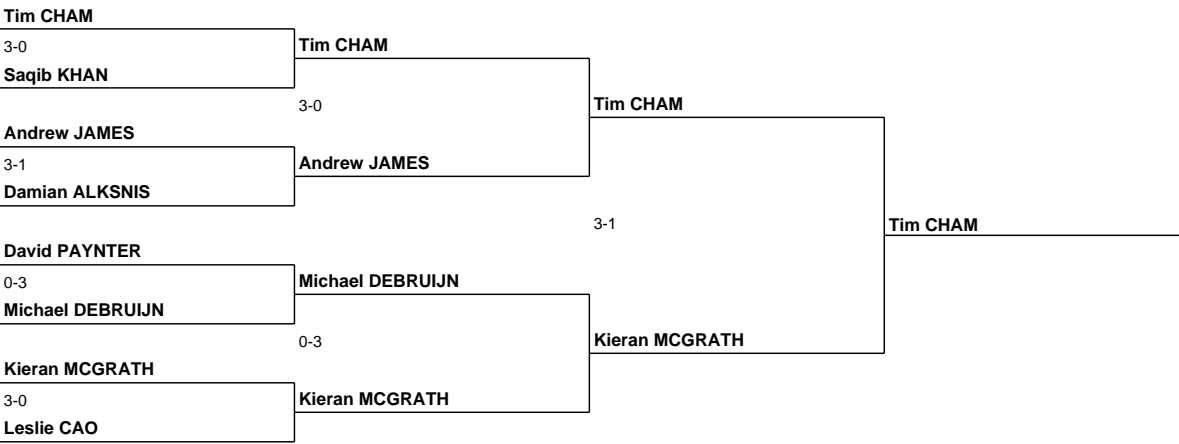 Tim CHAM
3-0
Saqib KHAN
Andrew JAMES
3-1
Damian ALKSNIS
David PAYNTER
0-3
Michael DEBRUIJN
Kieran MCGRATH
3-0
Leslie CAO
Tim CHAM
3-0
Andrew JAMES
Michael DEBRUIJN
0-3
Kieran MCGRATH
Tim CHAM
3-1
Kieran MCGRATH
Tim CHAM